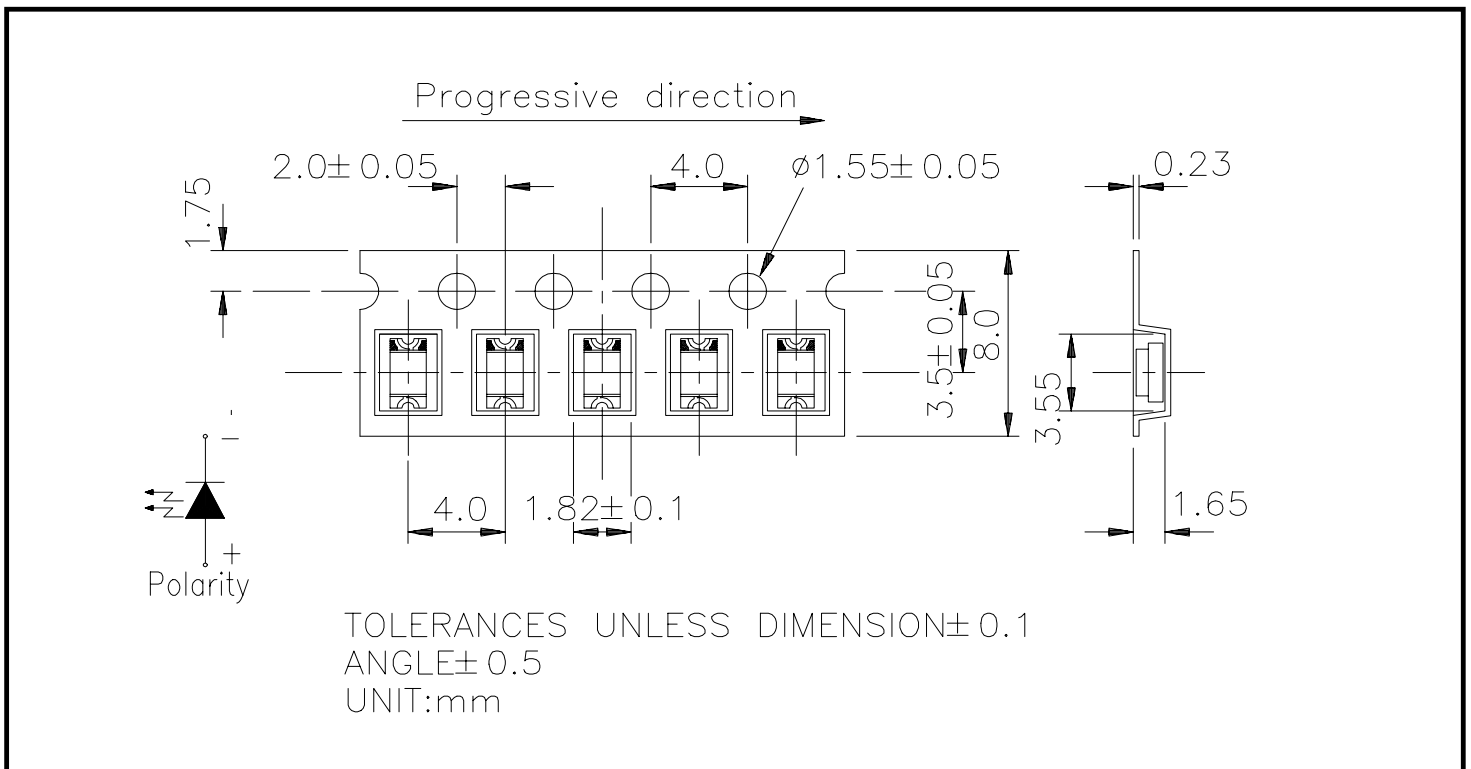 Progressive direction
2.0±0.05
4.0
ø1.55±0.05
0.23
1.75
3.5±0.05
8.0
3.55
4.0
1.82±0.1
1.65
-
+
Polarity
TOLERANCES UNLESS DIMENSION±0.1
ANGLE±0.5
UNIT:mm